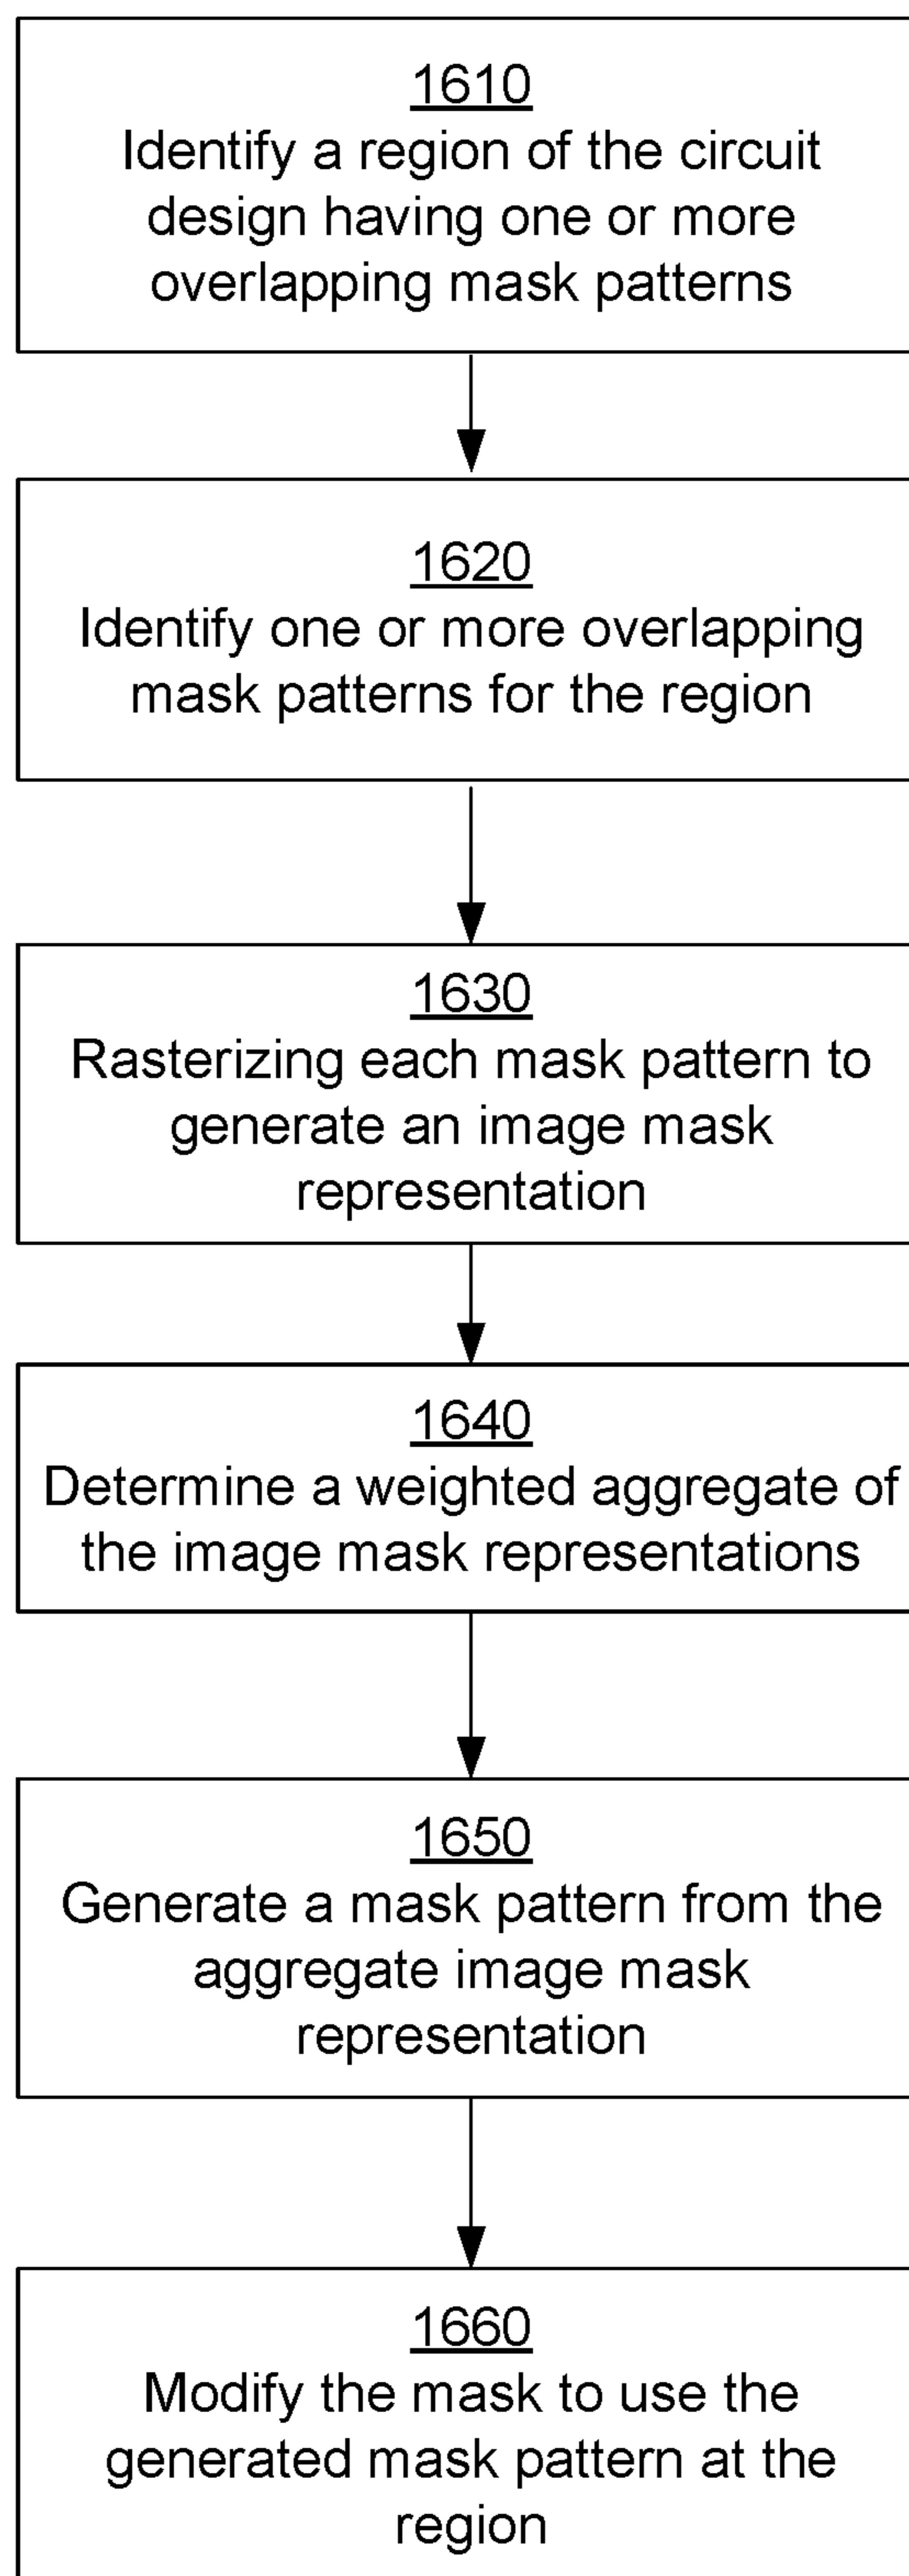 1610
Identify a region of the circuit
design having one or more
overlapping mask patterns
1620
Identify one or more overlapping
mask patterns for the region
1630
Rasterizing each mask pattern to
generate an image mask
representation
1640
Determine a weighted aggregate of
the image mask representations
1650
Generate a mask pattern from the
aggregate image mask
representation
1660
Modify the mask to use the
generated mask pattern at the
region